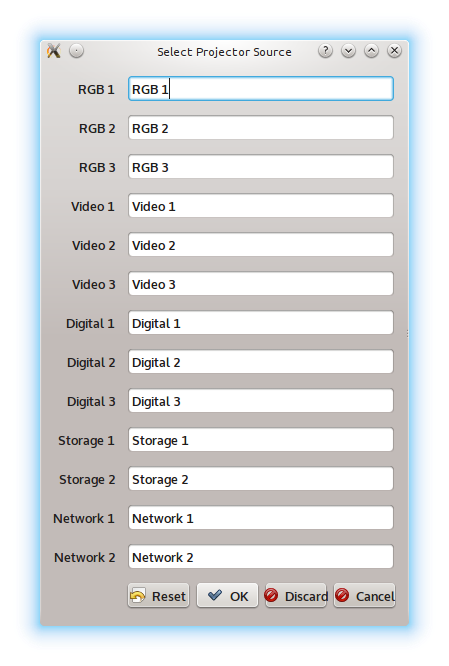 Select Projector Source
RGB 1 RGB 1
RGB 2 RGB 2
RGB 3 RGB 3
Video 1 Video 1
Video 2 Video 2
Video 3 Video 3
Digital 1 Digital 1
Digital 2 Digital 2
Digital 3 Digital 3
Storage 1 Storage 1
Storage 2 Storage 2
Network 1 Network 1
Network 2 Network 2
Reset OK Discard Cancel